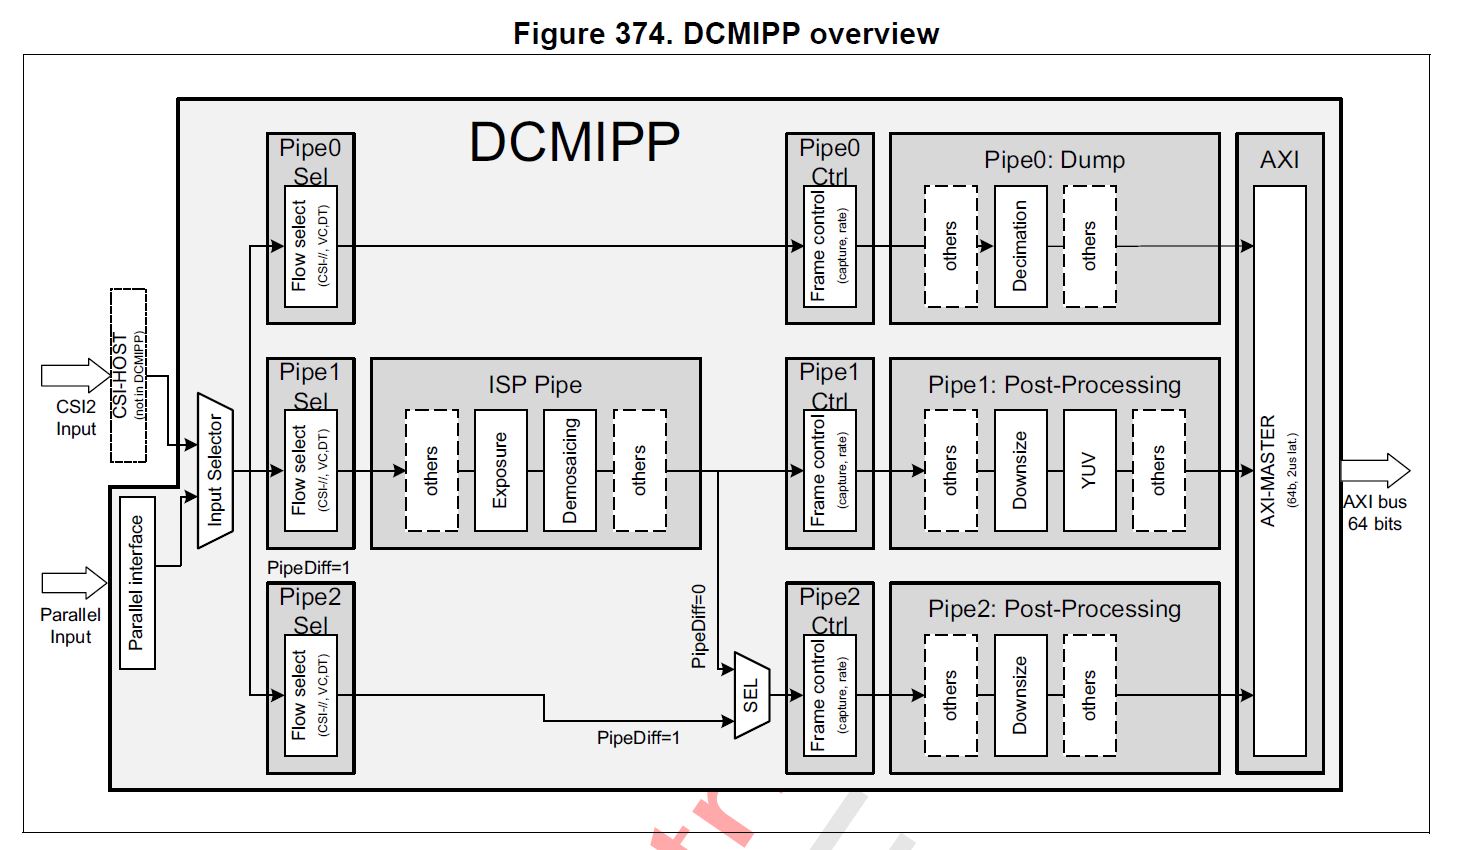 Figure 374. DCMIPP overview
DCMIPP
Pipe0
Sel
Flow select
(CSI-//, VC,DT)
Pipe0
Ctrl
Frame control
(capture, rate)
Pipe0: Dump
others
Decimation
others
AXI
AXI-MASTER
(64b, 2us lat.)
CSI-HOST
(not in DCMIPP)
CSI2
Input
Input Selector
Pipe1
Sel
Flow select
(CSI-//, VC,DT)
ISP Pipe
others
Exposure
Demosaicing
others
Pipe1
Ctrl
Frame control
(capture, rate)
Pipe1: Post-Processing
others
Downsize
YUV
others
AXI bus
64 bits
Parallel
Input
Parallel interface
PipeDiff=1
Pipe2
Sel
Flow select
(CSI-//, VC,DT)
PipeDiff=0
PipeDiff=1
SEL
Pipe2
Ctrl
Frame control
(capture, rate)
Pipe2: Post-Processing
others
Downsize
others